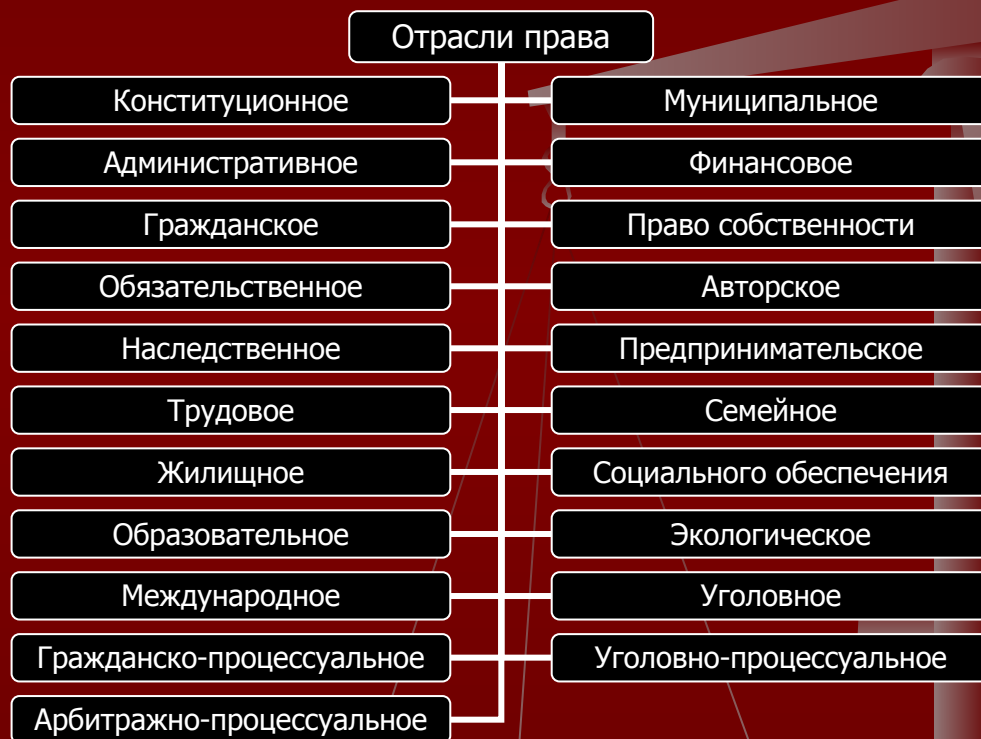 Отрасли права
Конституционное
Муниципальное
Административное
Финансовое
Гражданское
Право собственности
Обязательственное
Авторское
Наследственное
Предпринимательское
Трудовое
Семейное
Жилищное
Социального обеспечения
Образовательное
Экологическое
Международное
Уголовное
Гражданско-процессуальное
Уголовно-процессуальное
Арбитражно-процессуальное